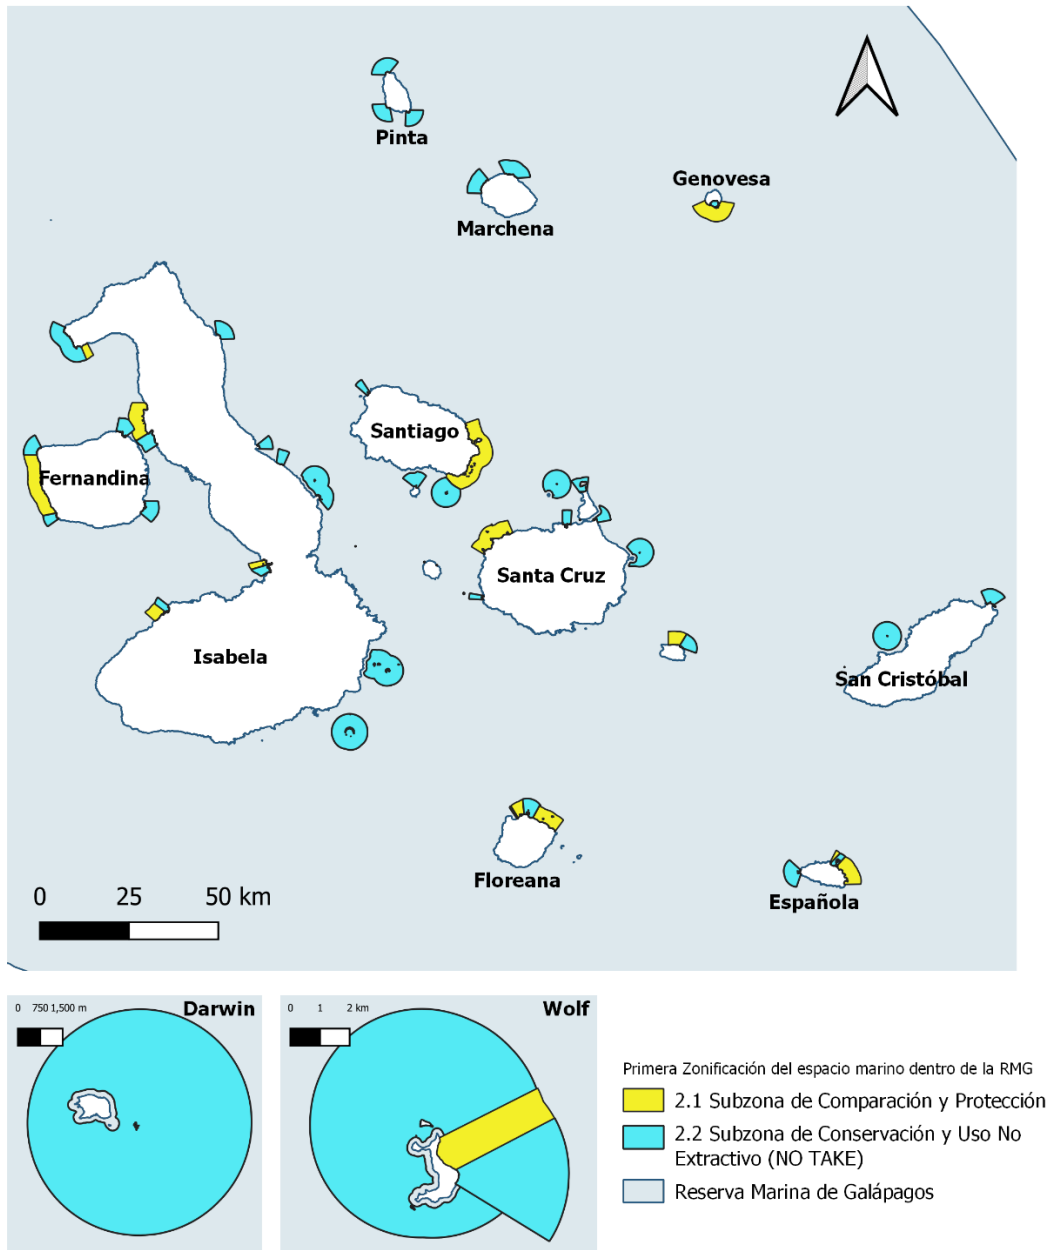 Pinta
Genovesa
Marchena
Santiago
Fernandina
Santa Cruz
Isabela
San Cristóbal
Floreana
Española
0 25 50 km
Darwin
0 750 1,500 m
Wolf
0 1 2 km
Primera Zonificación del espacio marino dentro de la RMG
2.1 Subzona de Comparación y Protección
2.2 Subzona de Conservación y Uso No
Extractivo (NO TAKE)
Reserva Marina de Galápagos